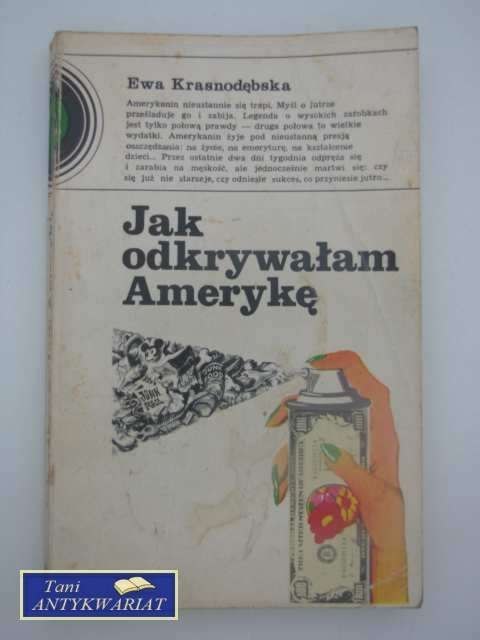 Ewa Krasnodębska
Amerykanin nieustannie się trapi. Myśl o jutrze
prześladuje go i zabija. Legenda o wysokich zarobkach
jest tylko połową prawdy — druga połowa to wielkie
wydatki. Amerykanin żyje pod nieustanną presją
oszczędzania: na życie, na emeryturę, na kształcenie
dzieci... Przez ostatnie dwa dni tygodnia odpręża się
i zarabia na męskość, ale jednocześnie martwi się: czy
się już nie starzeje, czy odniesie sukces, co przyniesie jutro...
Jak
odkrywałam
Amerykę
Tani
ANTYKWARIAT